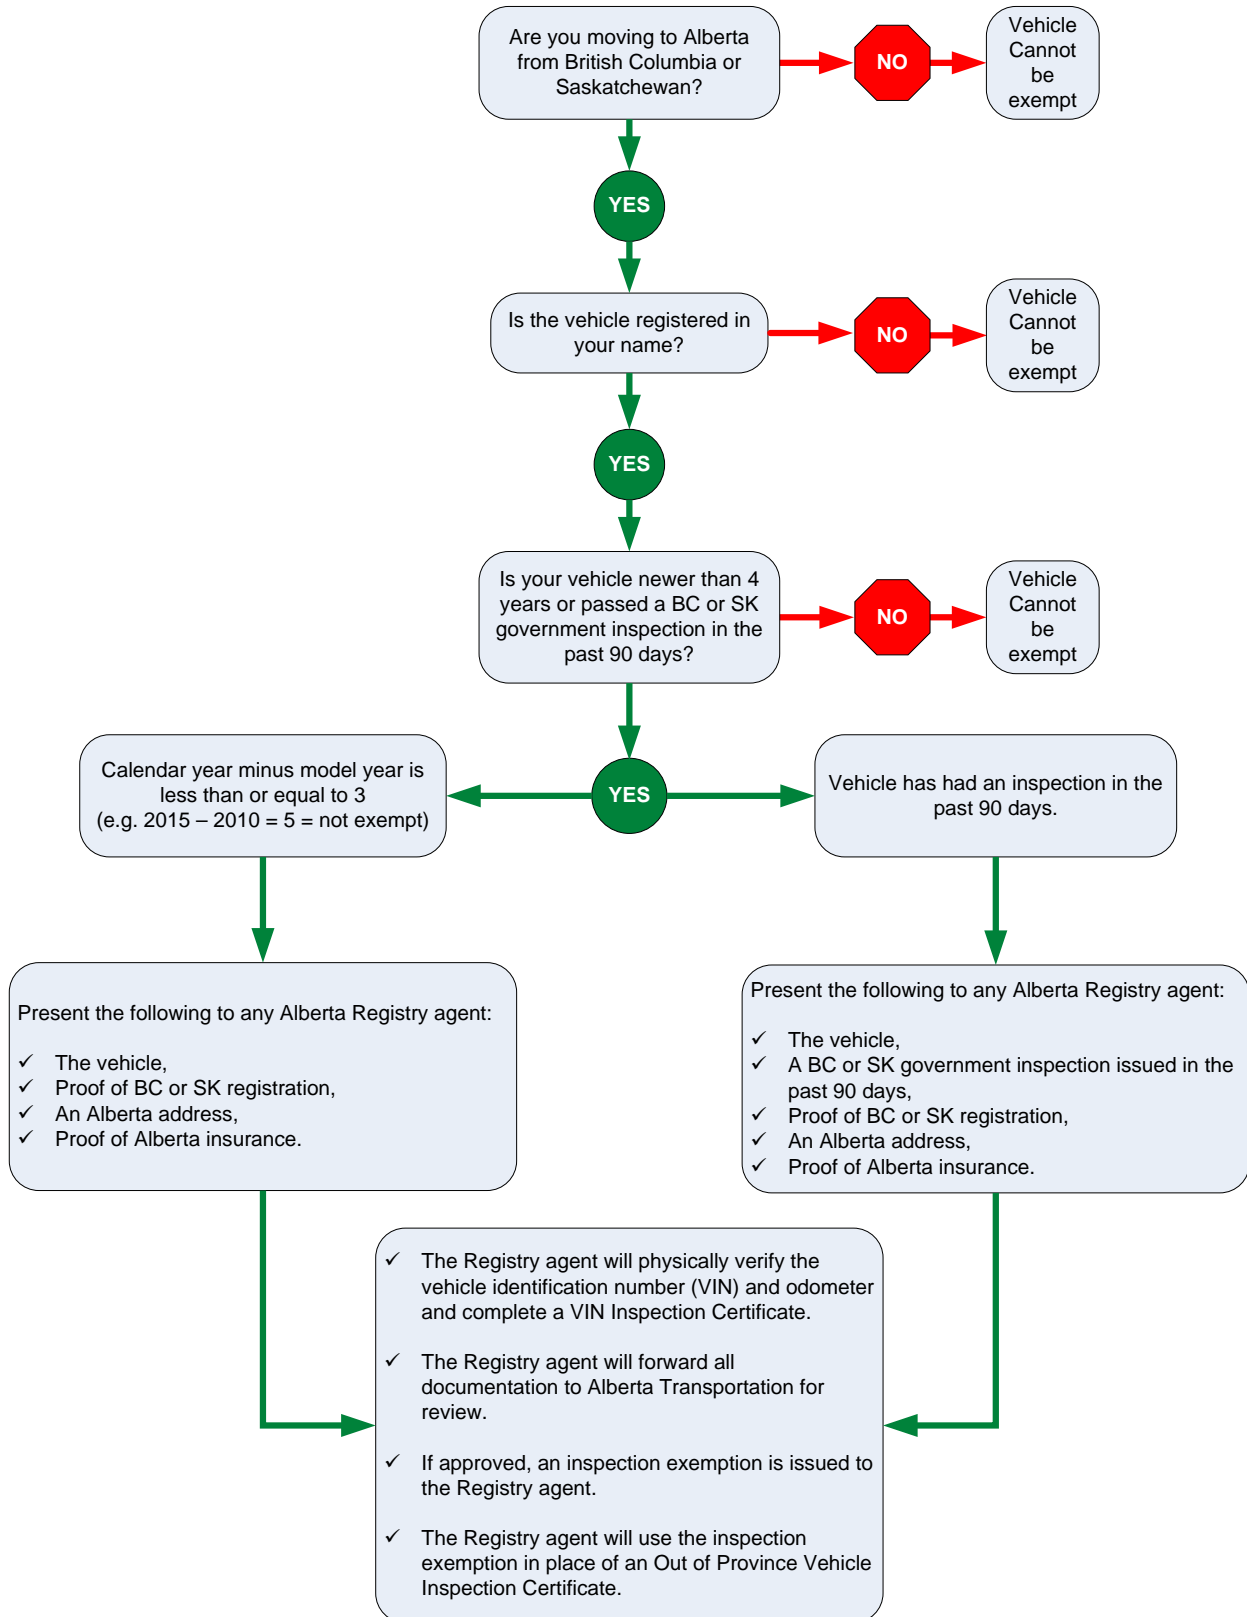 Are you moving to Alberta
from British Columbia or
Saskatchewan?
NO
Vehicle
Cannot
be
exempt
YES
Is the vehicle registered in
your name?
NO
Vehicle
Cannot
be
exempt
YES
Is your vehicle newer than 4
years or passed a BC or SK
government inspection in the
past 90 days?
NO
Vehicle
Cannot
be
exempt
YES
Calendar year minus model year is
less than or equal to 3
(e.g. 2015 – 2010 = 5 = not exempt)
Vehicle has had an inspection in the
past 90 days.
Present the following to any Alberta Registry agent:
✓ The vehicle,
✓ Proof of BC or SK registration,
✓ An Alberta address,
✓ Proof of Alberta insurance.
Present the following to any Alberta Registry agent:
✓ The vehicle,
✓ A BC or SK government inspection issued in the
past 90 days,
✓ Proof of BC or SK registration,
✓ An Alberta address,
✓ Proof of Alberta insurance.
✓ The Registry agent will physically verify the
vehicle identification number (VIN) and odometer
and complete a VIN Inspection Certificate.
✓ The Registry agent will forward all
documentation to Alberta Transportation for
review.
✓ If approved, an inspection exemption is issued to
the Registry agent.
✓ The Registry agent will use the inspection
exemption in place of an Out of Province Vehicle
Inspection Certificate.